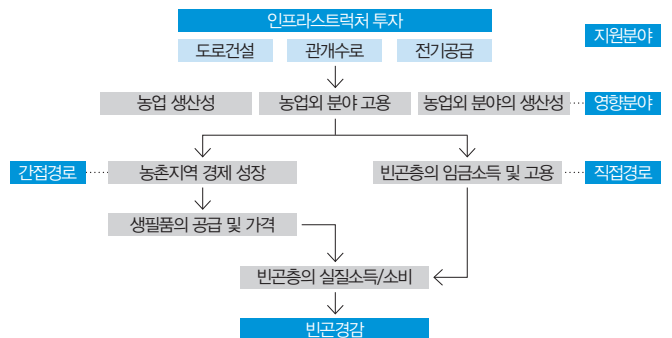 인프라스트럭처 투자
지원분야
도로건설
관개수로
전기공급
농업 생산성
농업외 분야 고용
농업외 분야의 생산성
영향분야
간접경로
농촌지역 경제 성장
빈곤층의 임금소득 및 고용
직접경로
생필품의 공급 및 가격
빈곤층의 실질소득/소비
빈곤경감